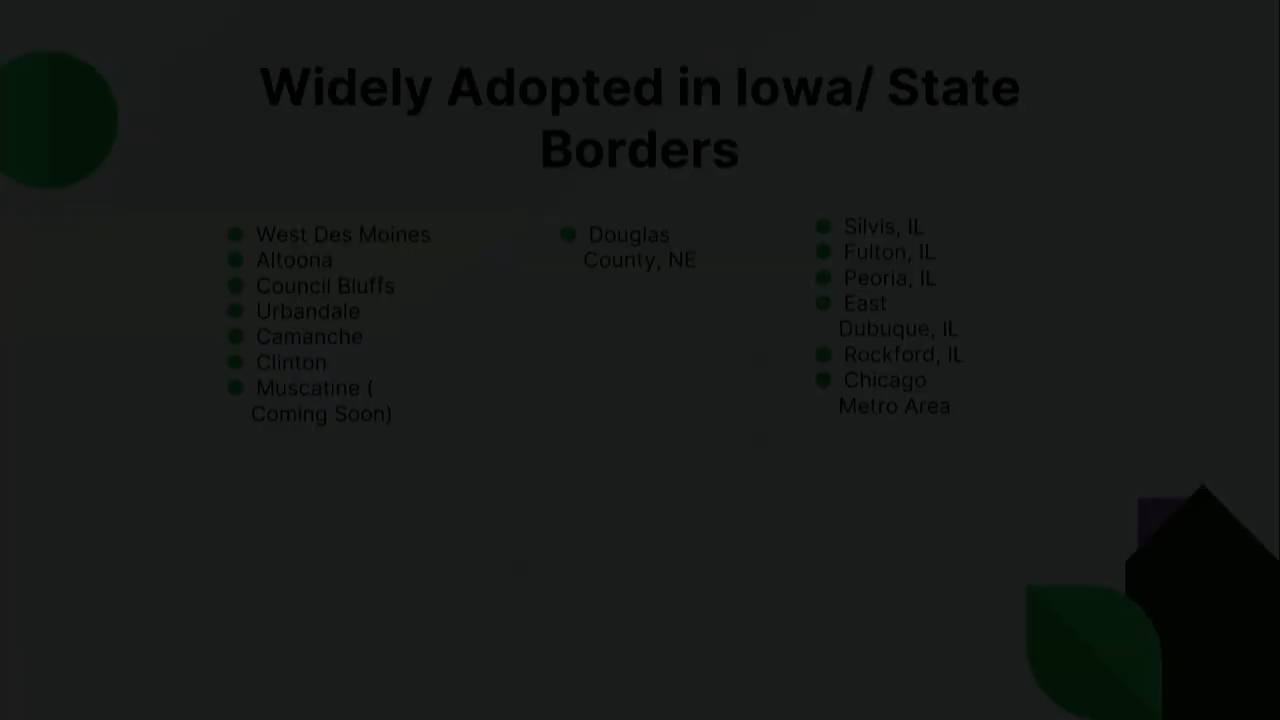 Widely Adopted in Iowa/ State
Borders
West Des Moines
Altoona
Council Bluffs
Urbandale
Camanche
Clinton
Muscatine (
Coming Soon)
Douglas
County, NE
Silvis, IL
Fulton, IL
Peoria, IL
East
Dubuque, IL
Rockford, IL
Chicago
Metro Area